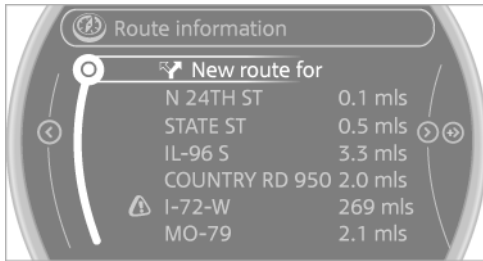 Route information
New route for
N 24TH ST 0.1 mls
STATE ST 0.5 mls
IL-96 S 3.3 mls
COUNTRY RD 950 2.0 mls
I-72-W 269 mls
MO-79 2.1 mls